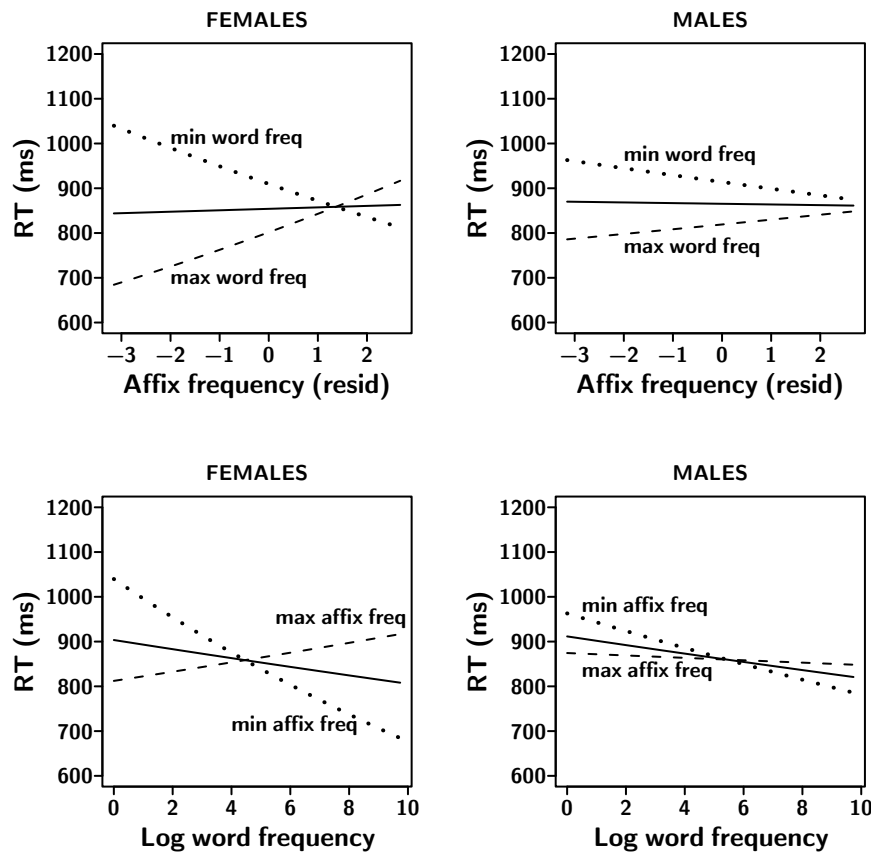 FEMALES
1200
1100
1000
900
800
700
600
RT (ms)
min word freq
max word freq
−3 −2 −1 0 1 2
Affix frequency (resid)
MALES
1200
1100
1000
900
800
700
600
RT (ms)
min word freq
max word freq
−3 −2 −1 0 1 2
Affix frequency (resid)
FEMALES
1200
1100
1000
900
800
700
600
RT (ms)
max affix freq
min affix freq
0 2 4 6 8 10
Log word frequency
MALES
1200
1100
1000
900
800
700
600
RT (ms)
min affix freq
max affix freq
0 2 4 6 8 10
Log word frequency